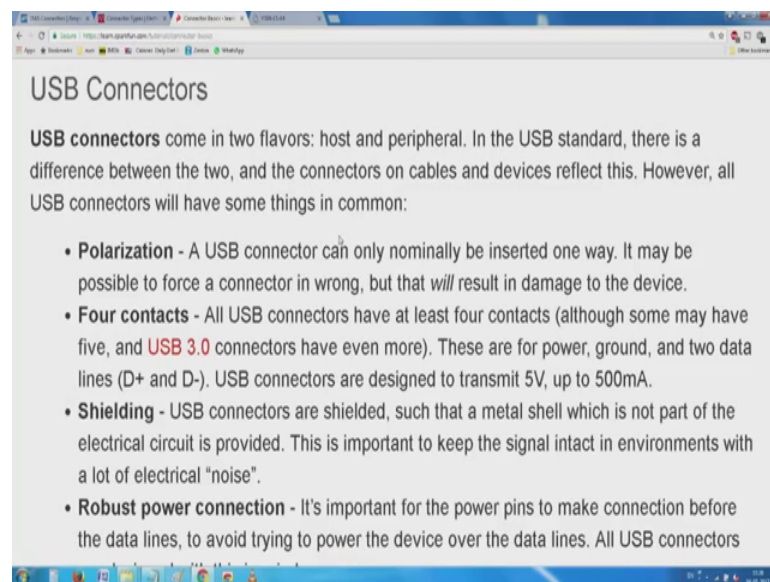 USB Connectors
USB connectors come in two flavors: host and peripheral. In the USB standard, there is a
difference between the two, and the connectors on cables and devices reflect this. However, all
USB connectors will have some things in common:
• Polarization - A USB connector can only nominally be inserted one way. It may be
possible to force a connector in wrong, but that will result in damage to the device.
• Four contacts - All USB connectors have at least four contacts (although some may have
five, and USB 3.0 connectors have even more). These are for power, ground, and two data
lines (D+ and D-). USB connectors are designed to transmit 5V, up to 500mA.
• Shielding - USB connectors are shielded, such that a metal shell which is not part of the
electrical circuit is provided. This is important to keep the signal intact in environments with
a lot of electrical “noise”.
• Robust power connection - It’s important for the power pins to make connection before
the data lines, to avoid trying to power the device over the data lines. All USB connectors